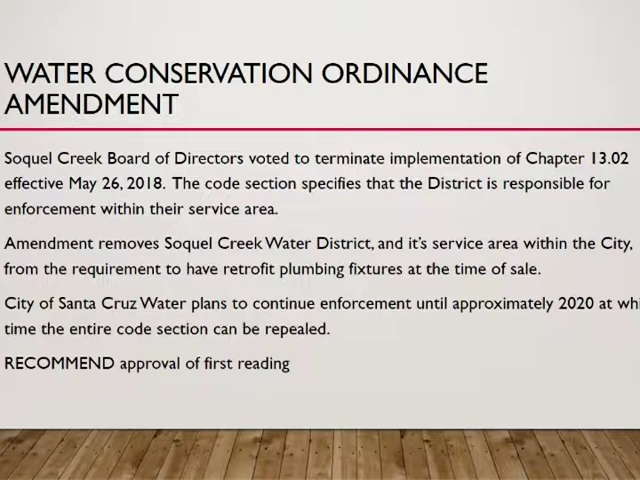 WATER CONSERVATION ORDINANCE
AMENDMENT
Soquel Creek Board of Directors voted to terminate implementation of Chapter 13.02
effective May 26, 2018. The code section specifies that the District is responsible for
enforcement within their service area.
Amendment removes Soquel Creek Water District, and it's service area within the City,
from the requirement to have retrofit plumbing fixtures at the time of sale.
City of Santa Cruz Water plans to continue enforcement until approximately 2020 at whi
time the entire code section can be repealed.
RECOMMEND approval of first reading